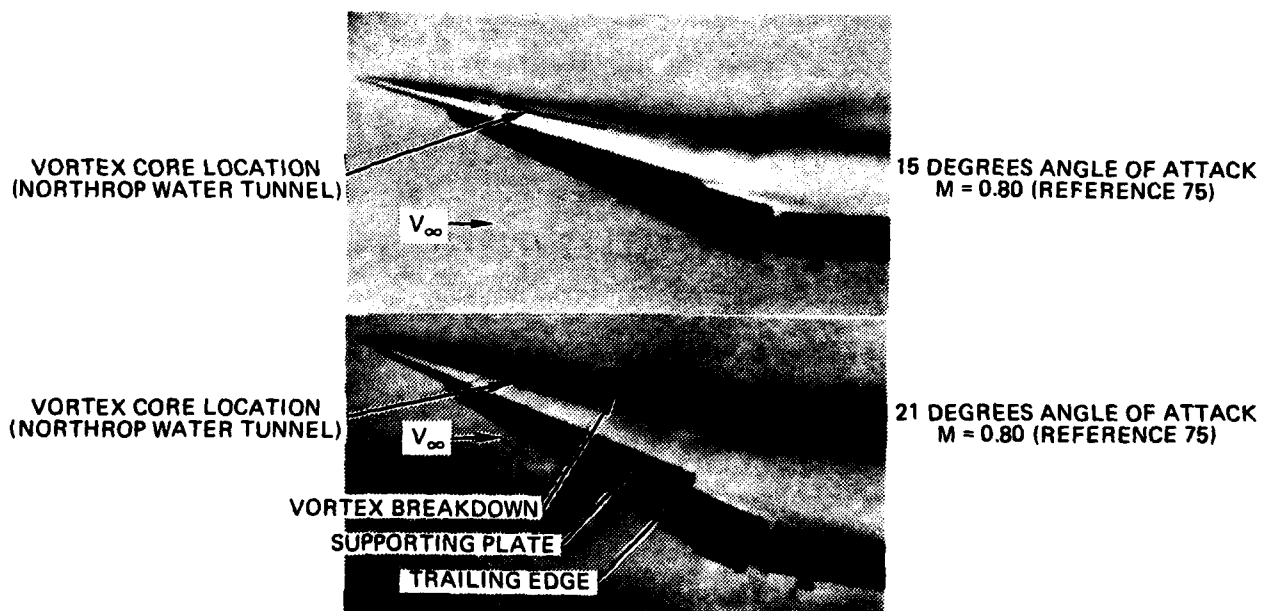 VORTEX CORE LOCATION
(NORTHROP WATER TUNNEL)
15 DEGREES ANGLE OF ATTACK
M = 0.80 (REFERENCE 75)
V∞
VORTEX CORE LOCATION
(NORTHROP WATER TUNNEL)
21 DEGREES ANGLE OF ATTACK
M = 0.80 (REFERENCE 75)
V∞
VORTEX BREAKDOWN
SUPPORTING PLATE
TRAILING EDGE